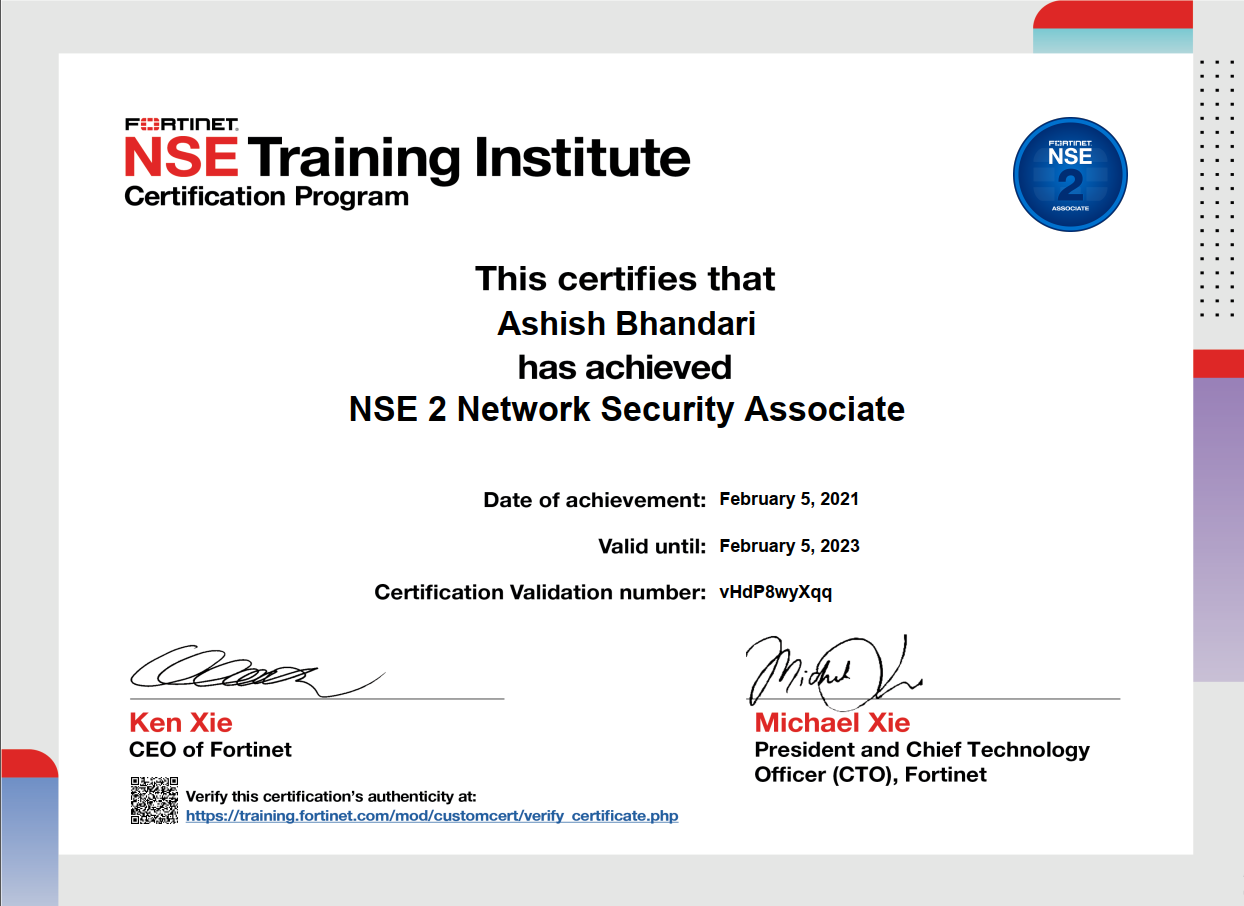 FORTINET
NSE Training Institute
Certification Program
FORTINET
NSE
2
ASSOCIATE
This certifies that
Ashish Bhandari
has achieved
NSE 2 Network Security Associate
Date of achievement: February 5, 2021
Valid until: February 5, 2023
Certification Validation number: vHdP8wyXqq
Ken Xie
CEO of Fortinet
Michael Xie
President and Chief Technology
Officer (CTO), Fortinet
Verify this certification's authenticity at:
https://training.fortinet.com/mod/customcert/verify_certificate.php